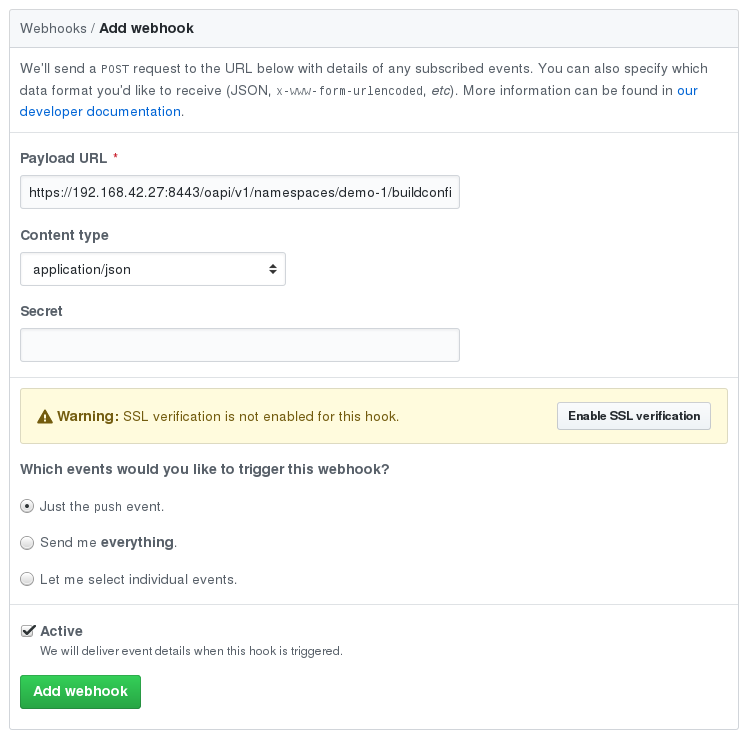 Webhooks / Add webhook
We'll send a POST request to the URL below with details of any subscribed events. You can also specify which
data format you'd like to receive (JSON, x-www-form-urlencoded, etc). More information can be found in our
developer documentation.
Payload URL *
https://192.168.42.27:8443/oapi/v1/namespaces/demo-1/buildconfi
Content type
application/json
Secret
Warning: SSL verification is not enabled for this hook.
Enable SSL verification
Which events would you like to trigger this webhook?
Just the push event.
Send me everything.
Let me select individual events.
Active
We will deliver event details when this hook is triggered.
Add webhook